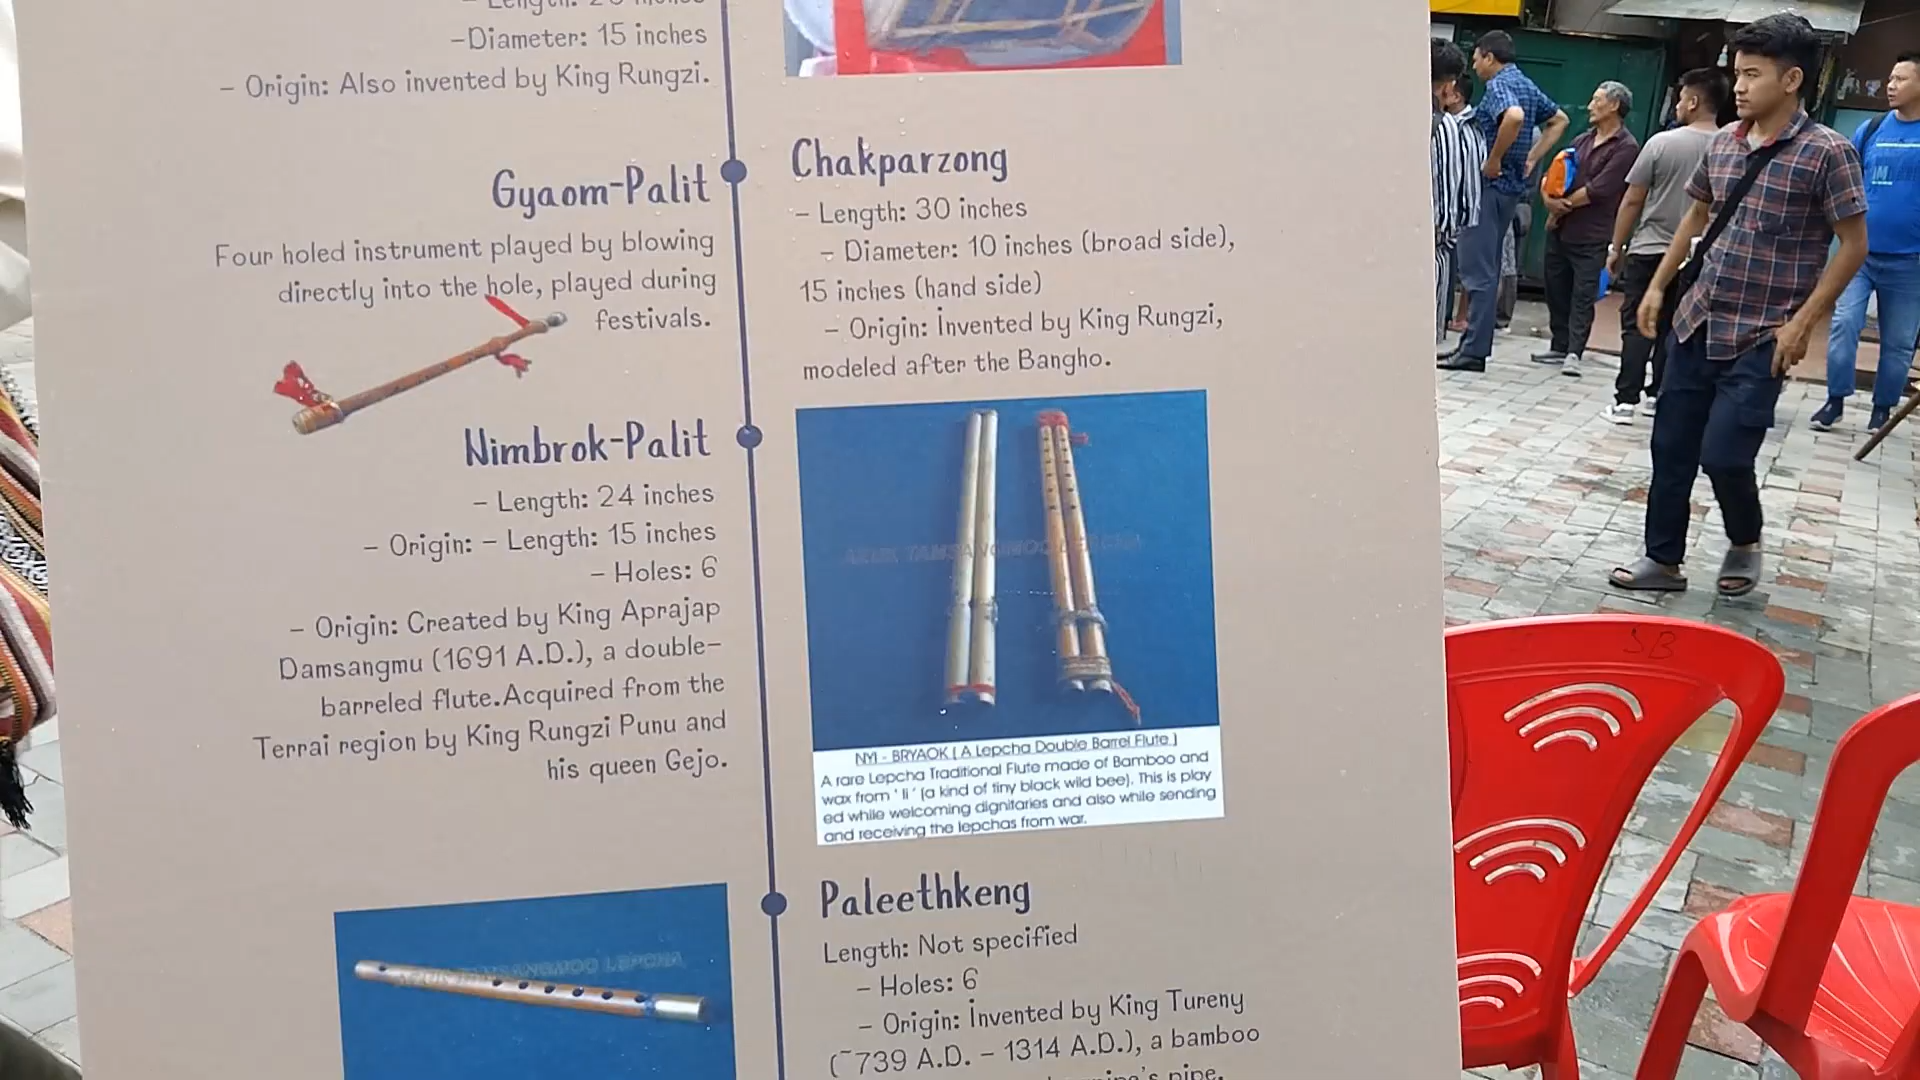 -Diameter: 15 inches
- Origin: Also invented by King Rungzi.
Gyaom-Palit
Four holed instrument played by blowing
directly into the hole, played during
festivals.
Nimbrok-Palit
- Length: 24 inches
- Origin: - Length: 15 inches
- Holes: 6
- Origin: Created by King Aprajap
Damsangmu (1691 A.D.), a double-
barreled flute.Acquired from the
Terrai region by King Rungzi Punu and
his queen Gejo.
Chakparzong
- Length: 30 inches
- Diameter: 10 inches (broad side),
15 inches (hand side)
- Origin: Invented by King Rungzi,
modeled after the Bangho.
NYI - BRYAOK ( A Lepcha Double Barrel Flute )
A rare Lepcha Traditional Flute made of Bamboo and
wax from ' li ' (a kind of tiny black wild bee). This is play
ed while welcoming dignitaries and also while sending
and receiving the lepchas from war.
Paleethkeng
Length: Not specified
- Holes: 6
- Origin: Invented by King Tureny
(~739 A.D. - 1314 A.D.), a bamboo
pipe.
SB